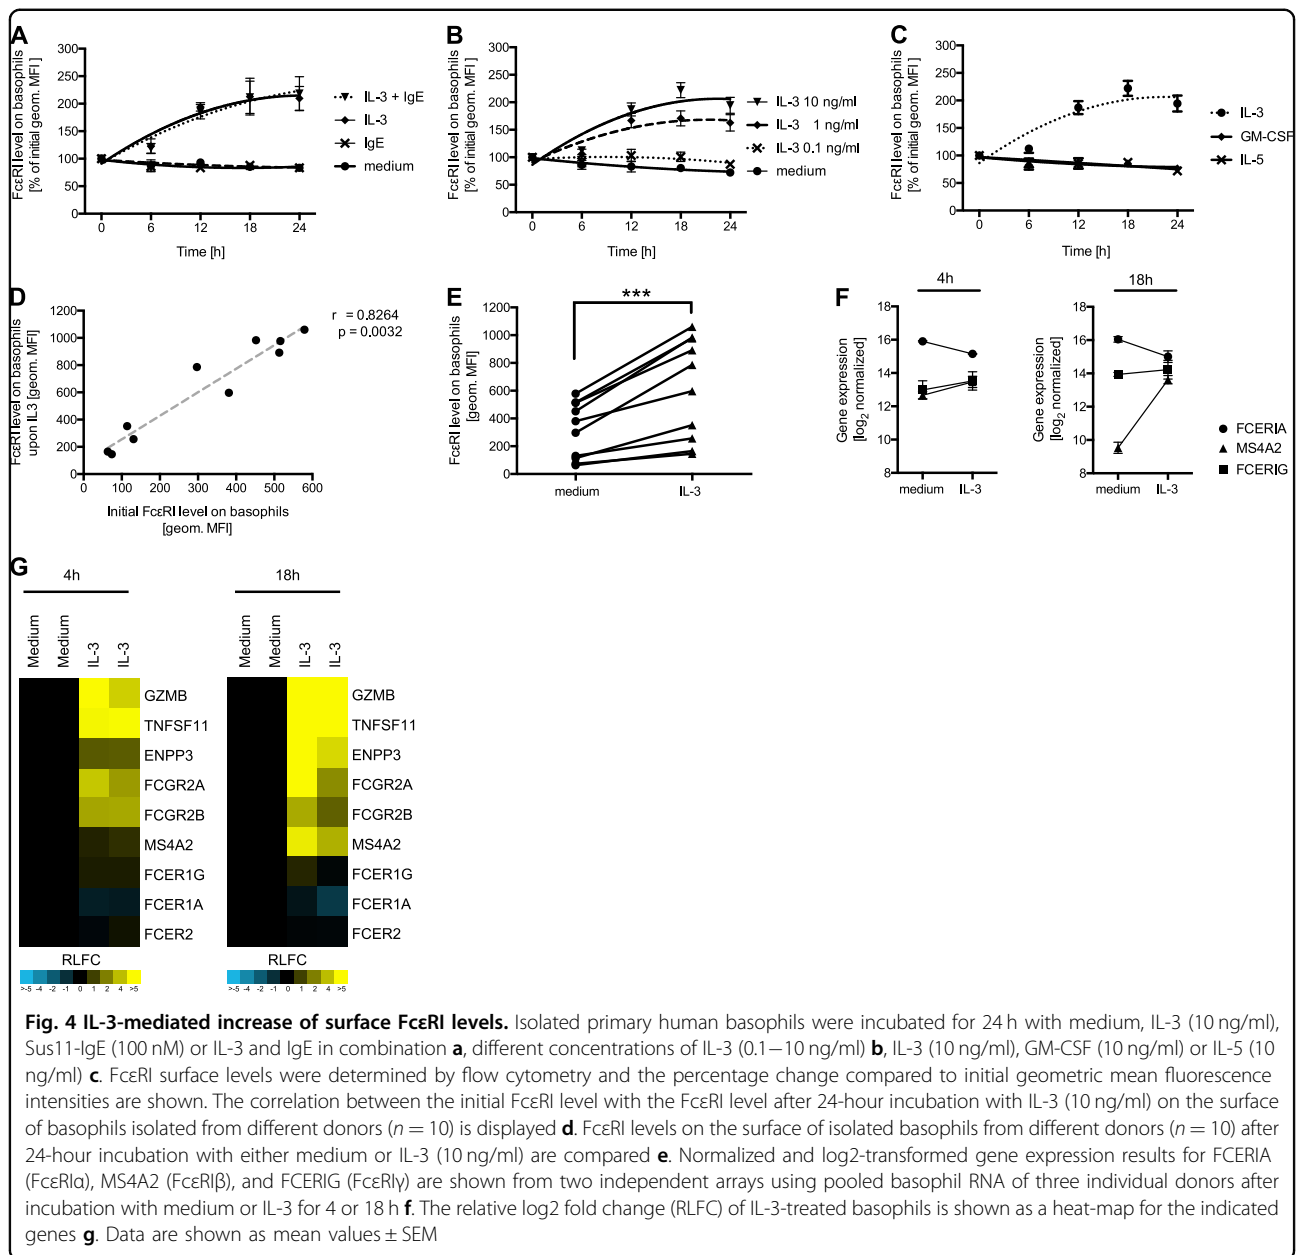 A
FcεRI level on basophils
[% of initial geom. MFI ]
300
250
200
150
100
50
0
0 6 12 18 24
Time [h]
IL-3 + IgE
IL-3
IgE
medium
B
FcεRI level on basophils
[% of initial geom. MFI ]
300
250
200
150
100
50
0
0 6 12 18 24
Time [h]
IL-3 10 ng/ml
IL-3 1 ng/ml
IL-3 0.1 ng/ml
medium
C
FcεRI level on basophils
[% of initial geom. MFI ]
300
250
200
150
100
50
0
0 6 12 18 24
Time [h]
IL-3
GM-CSF
IL-5
D
FcεRI level on basophils
upon IL3 [geom. MFI]
1200
1000
800
600
400
200
0
0 100 200 300 400 500 600
Initial FcεRI level on basophils
[geom. MFI]
r = 0.8264
p = 0.0032
E
FcεRI level on basophils
[geom. MFI]
1200
1000
800
600
400
200
0
medium IL-3
***
F
4h
Gene expression
[log2 normalized]
18
16
14
12
10
8
medium IL-3
18h
Gene expression
[log2 normalized]
18
16
14
12
10
8
medium IL-3
FCERIA
MS4A2
FCERIG
G
4h
Medium Medium IL-3 IL-3
GZMB
TNFSF11
ENPP3
FCGR2A
FCGR2B
MS4A2
FCER1G
FCER1A
FCER2
RLFC
>-5 -4 -2 -1 0 1 2 4 >5
18h
Medium Medium IL-3 IL-3
GZMB
TNFSF11
ENPP3
FCGR2A
FCGR2B
MS4A2
FCER1G
FCER1A
FCER2
RLFC
>-5 -4 -2 -1 0 1 2 4 >5
Fig. 4 IL-3-mediated increase of surface FcεRI levels. Isolated primary human basophils were incubated for 24 h with medium, IL-3 (10 ng/ml),
Sus11-IgE (100 nM) or IL-3 and IgE in combination a, different concentrations of IL-3 (0.1–10 ng/ml) b, IL-3 (10 ng/ml), GM-CSF (10 ng/ml) or IL-5 (10
ng/ml) c. FcεRI surface levels were determined by flow cytometry and the percentage change compared to initial geometric mean fluorescence
intensities are shown. The correlation between the initial FcεRI level with the FcεRI level after 24-hour incubation with IL-3 (10 ng/ml) on the surface
of basophils isolated from different donors (n = 10) is displayed d. FcεRI levels on the surface of isolated basophils from different donors (n = 10) after
24-hour incubation with either medium or IL-3 (10 ng/ml) are compared e. Normalized and log2-transformed gene expression results for FCERIA
(FcεRIα), MS4A2 (FcεRIβ), and FCERIG (FcεRIγ) are shown from two independent arrays using pooled basophil RNA of three individual donors after
incubation with medium or IL-3 for 4 or 18 h f. The relative log2 fold change (RLFC) of IL-3-treated basophils is shown as a heat-map for the indicated
genes g. Data are shown as mean values ± SEM